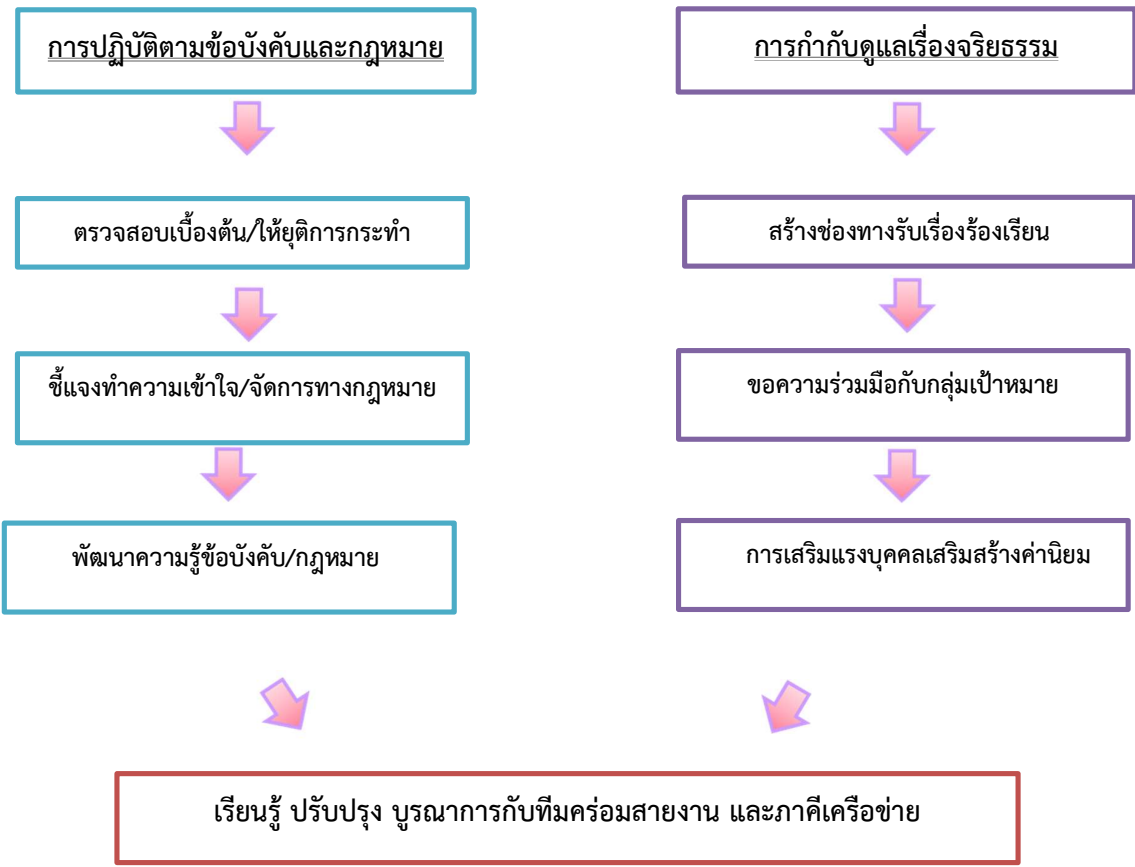 การปฏิบัติตามข้อบังคับและกฎหมาย
ตรวจสอบเบื้องต้น/ให้ยุติการกระทำ
ชี้แจงทำความเข้าใจ/จัดการทางกฎหมาย
พัฒนาความรู้ข้อบังคับ/กฎหมาย
การกำกับดูแลเรื่องจริยธรรม
สร้างช่องทางรับเรื่องร้องเรียน
ขอความร่วมมือกับกลุ่มเป้าหมาย
การเสริมแรงบุคคลเสริมสร้างค่านิยม
เรียนรู้ ปรับปรุง บูรณาการกับทีมคร่อมสายงาน และภาคีเครือข่าย